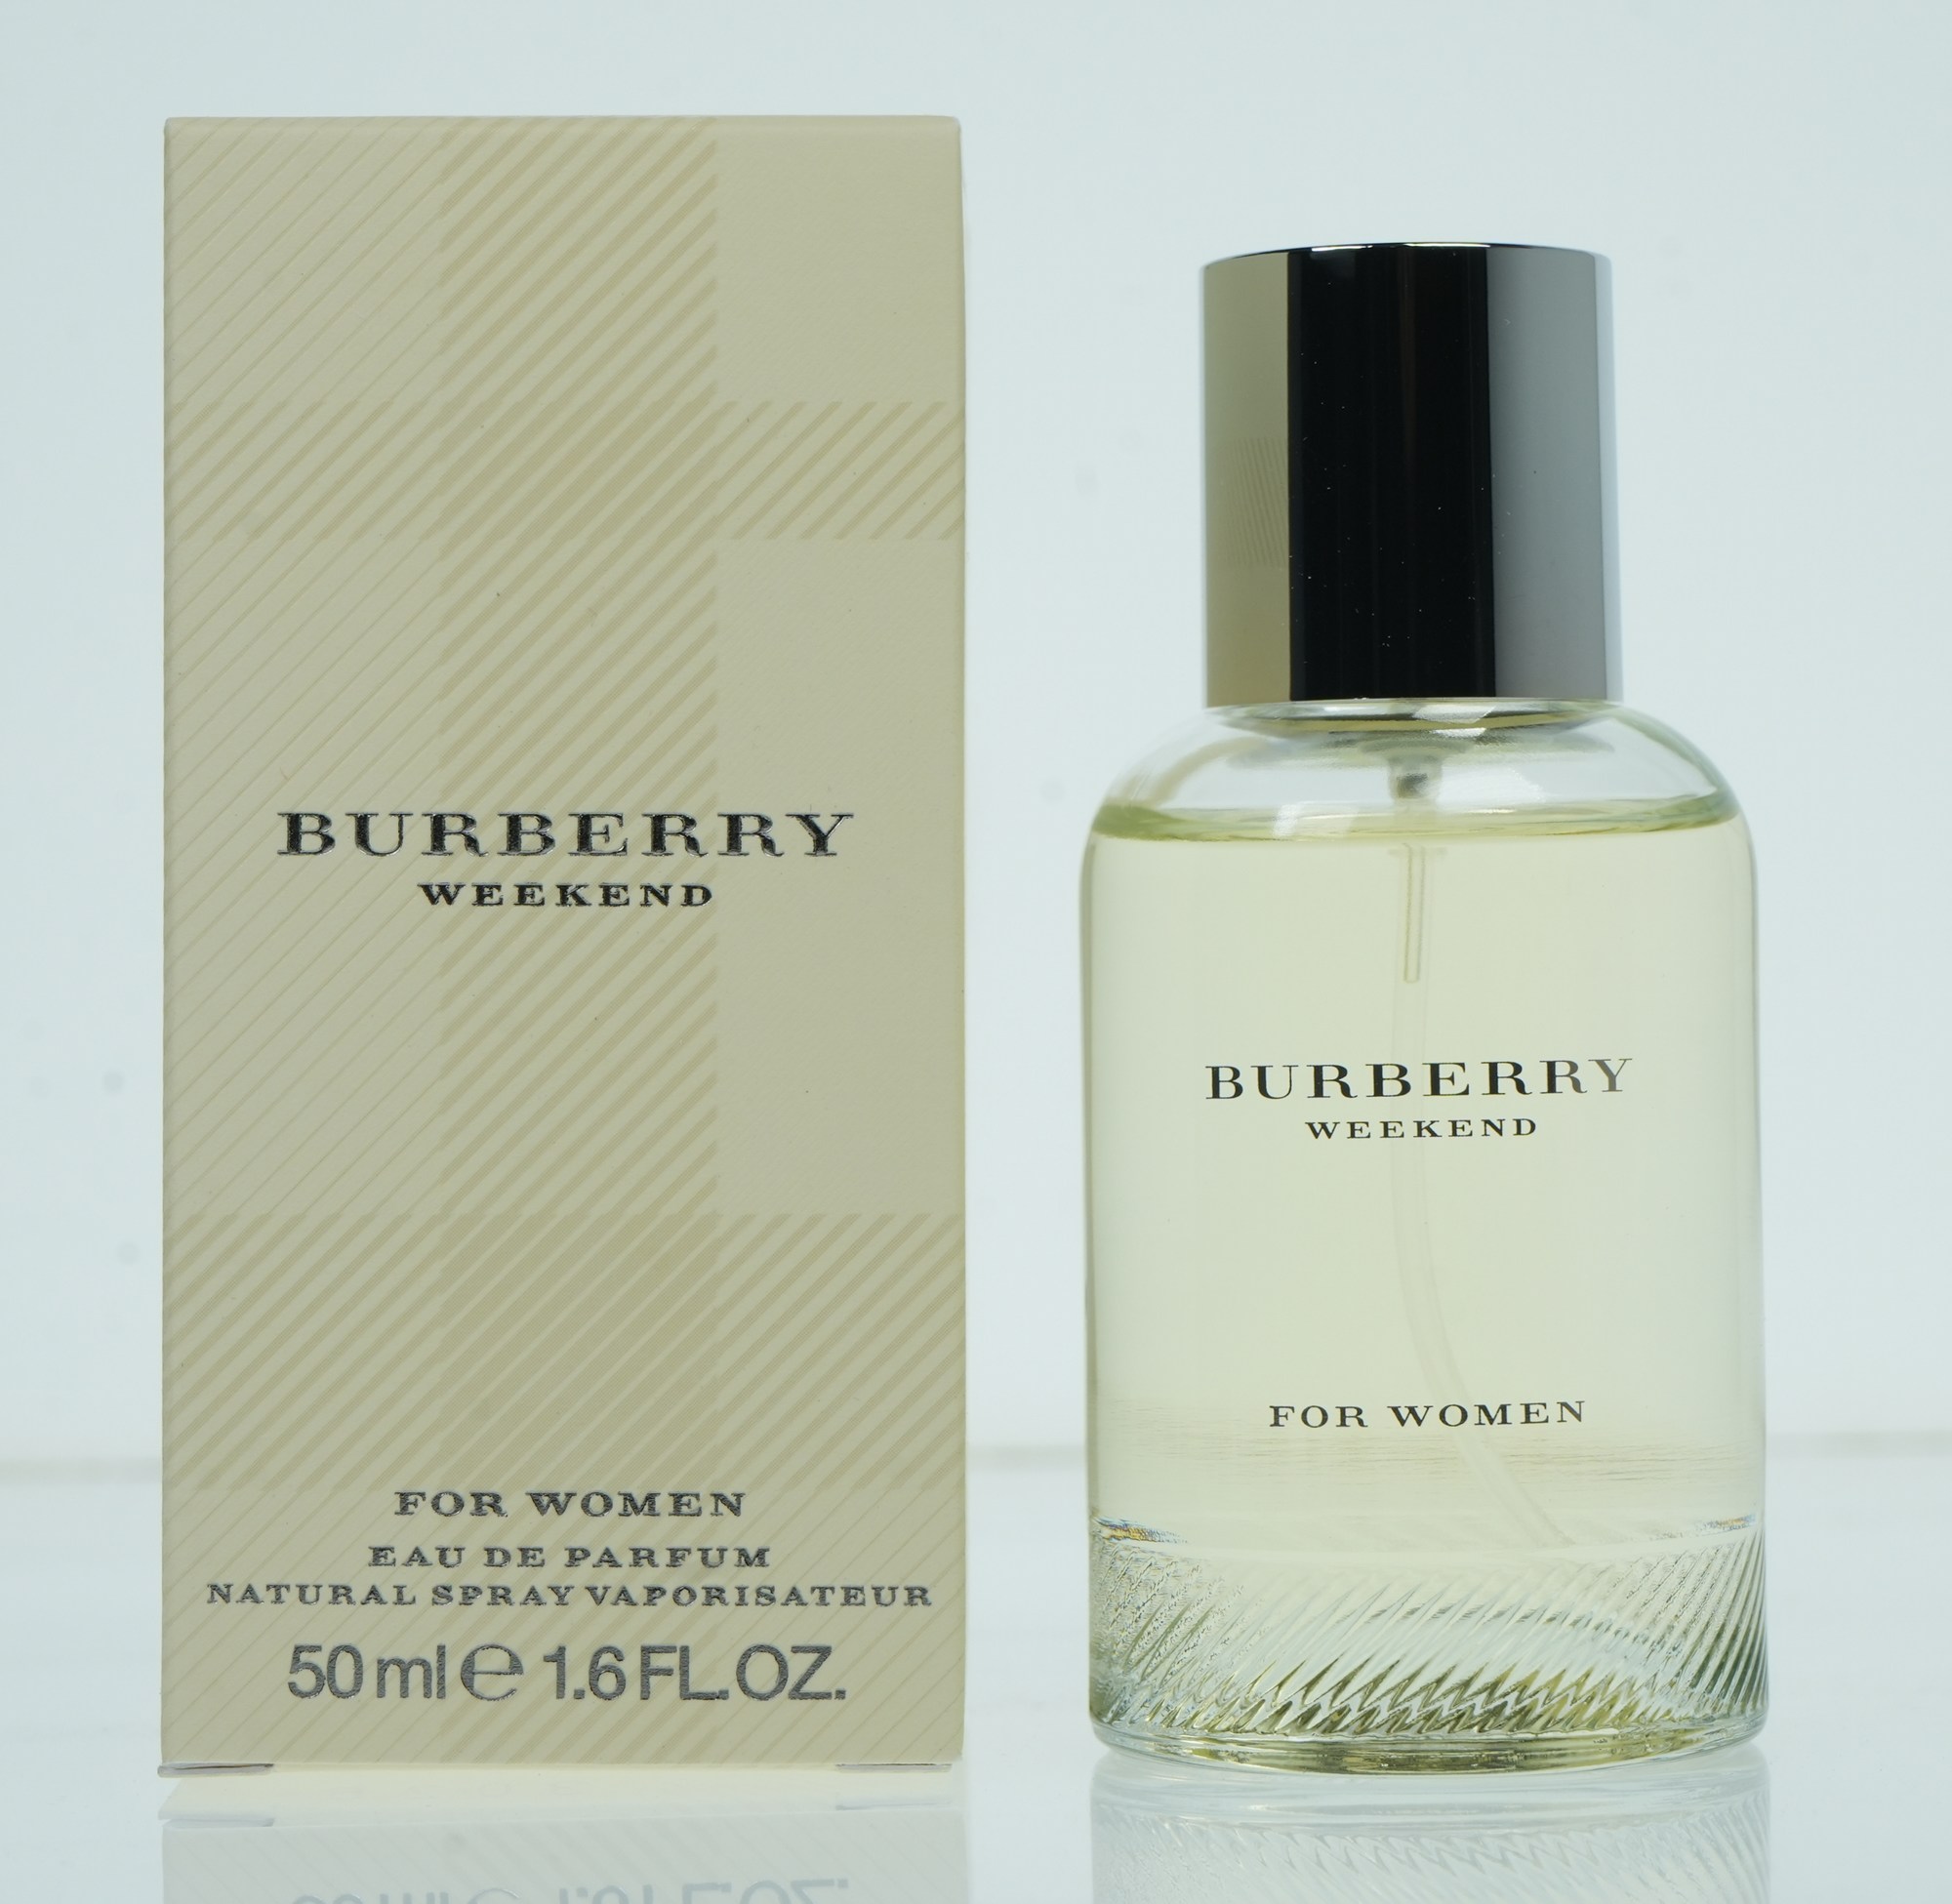 BURBERRY
WEEKEND
FOR WOMEN
EAU DE PARFUM
NATURAL SPRAY VAPORISATEUR
50 ml ℮ 1.6 FL.OZ.
BURBERRY
WEEKEND
FOR WOMEN